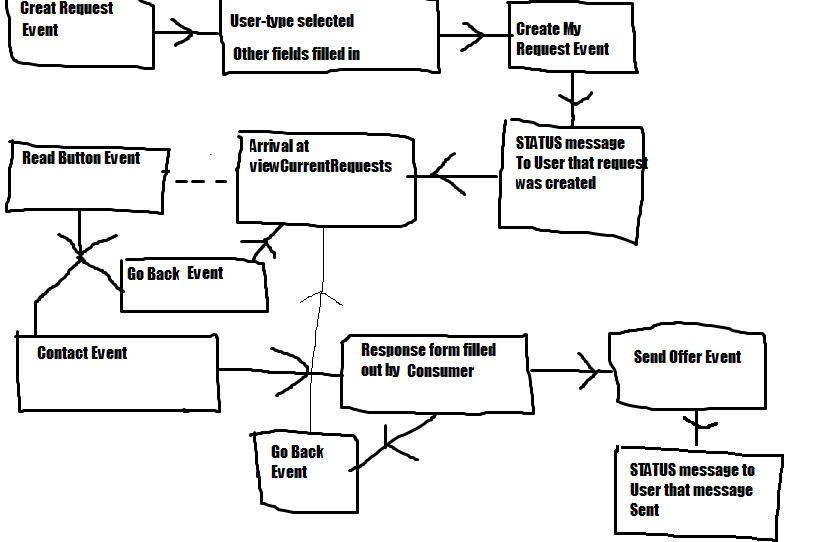 Creat Request
Event
User-type selected
Other fields filled in
Create My
Request Event
Read Button Event
Arrival at
viewCurrentRequests
STATUS message
To User that request
was created
Go Back Event
Contact Event
Response form filled
out by Consumer
Send Offer Event
Go Back
Event
STATUS message to
User that message
Sent